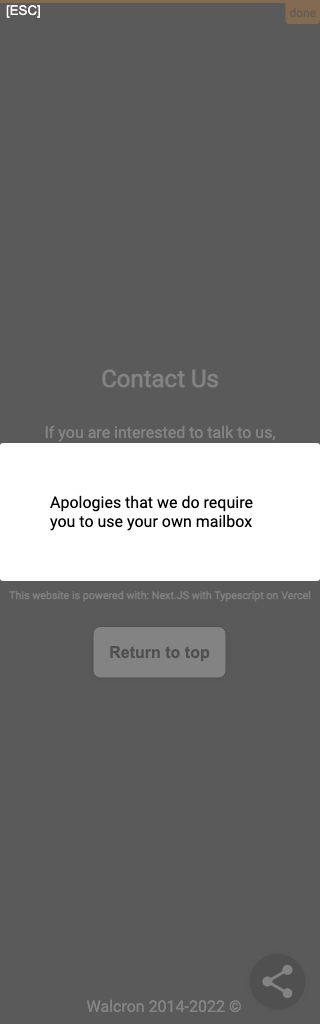 [ESC]
done
Contact Us
If you are interested to talk to us,
Apologies that we do require
you to use your own mailbox
This website is powered with: Next.JS with Typescript on Vercel
Return to top
Walcron 2014-2022 ©